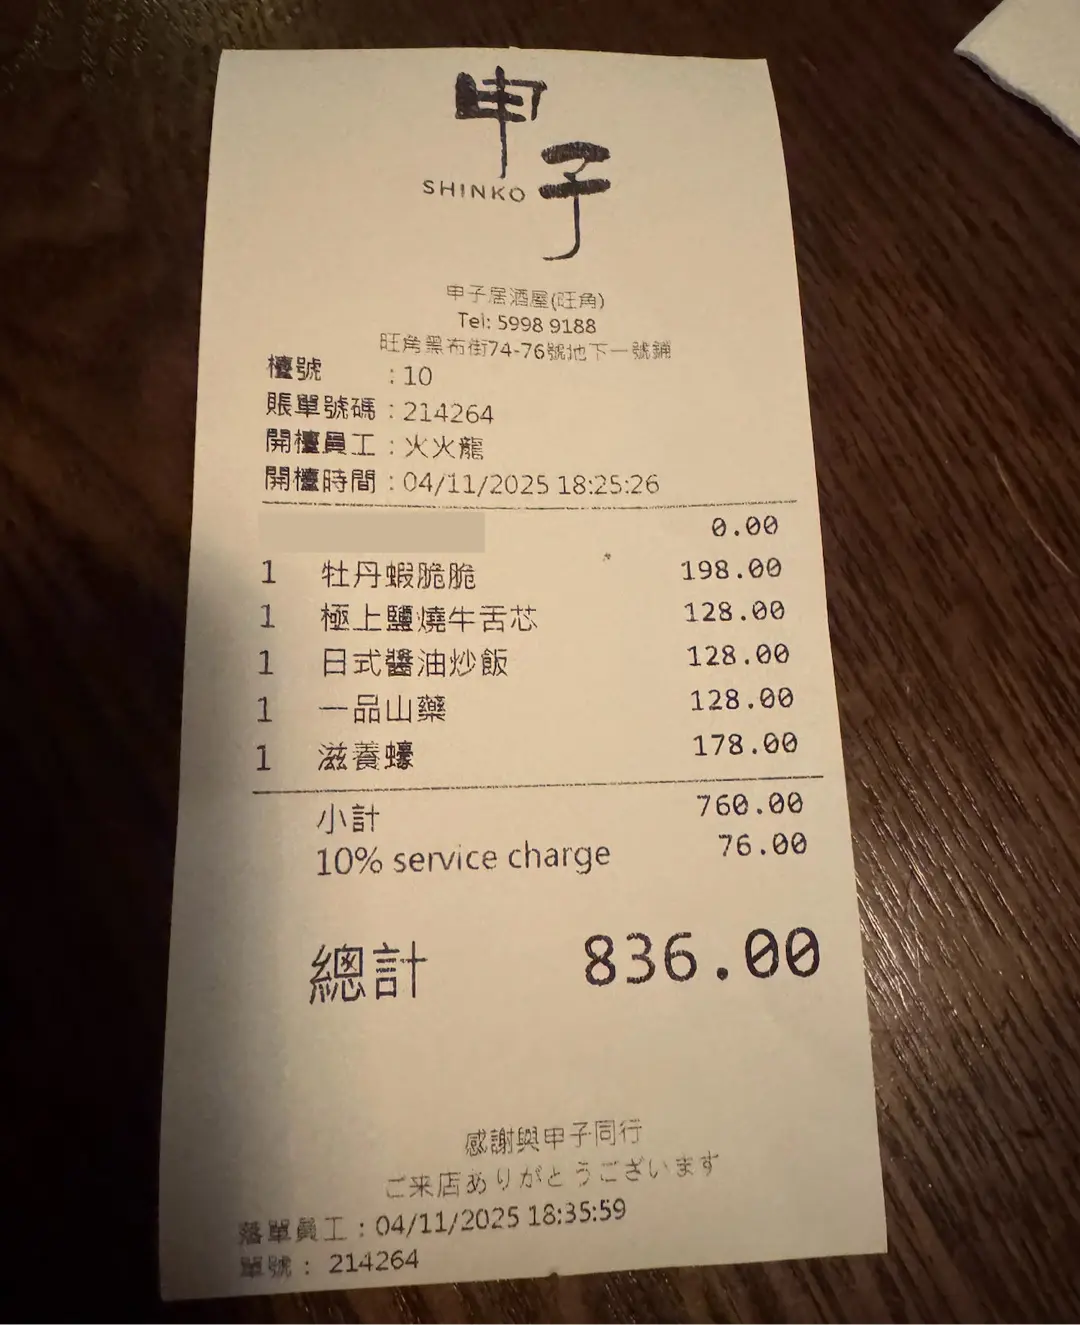 申子
SHINKO
申子居酒屋(旺角)
Tel: 5998 9188
旺角黑布街74-76號地下一號鋪
檯號 : 10
賬單號碼 : 214264
開檯員工 : 火火龍
開檯時間 : 04/11/2025 18:25:26
0.00
1 牡丹蝦脆脆 198.00
1 極上鹽燒牛舌芯 128.00
1 日式醬油炒飯 128.00
1 一品山藥 128.00
1 滋養蠔 178.00
小計 760.00
10% service charge 76.00
總計 836.00
感謝與申子同行
ご来店ありがとうございます
落單員工 : 04/11/2025 18:35:59
單號 : 214264